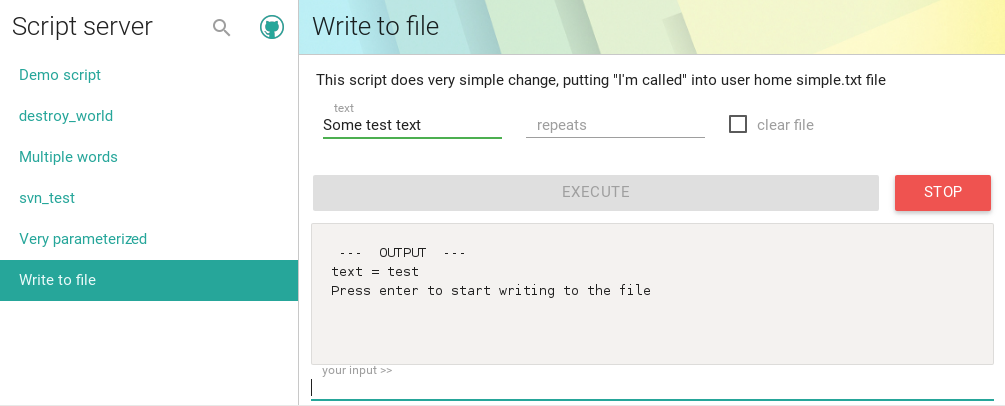 Script server
Demo script
destroy_world
Multiple words
svn_test
Very parameterized
Write to file
Write to file
This script does very simple change, putting "I'm called" into user home simple.txt file
text
Some test text
repeats
clear file
EXECUTE
STOP
--- OUTPUT ---
text = test
Press enter to start writing to the file
your input >>